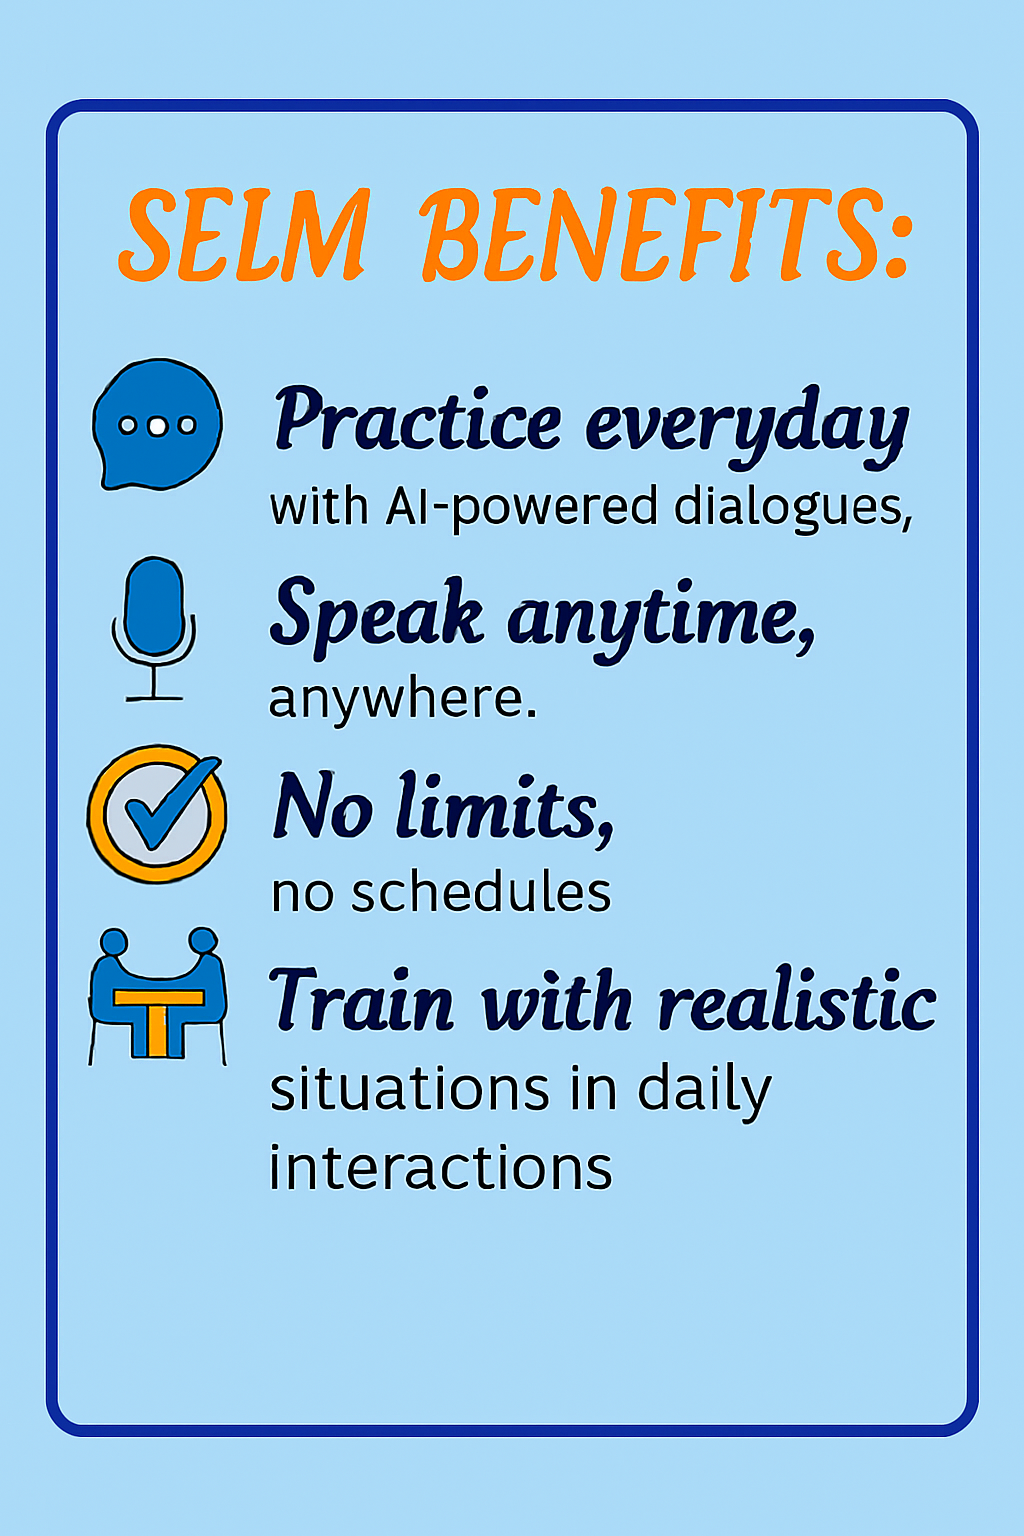 SELM BENEFITS:
Practice everyday
with AI-powered dialogues,
Speak anytime,
anywhere.
No limits,
no schedules
Train with realistic
situations in daily
interactions